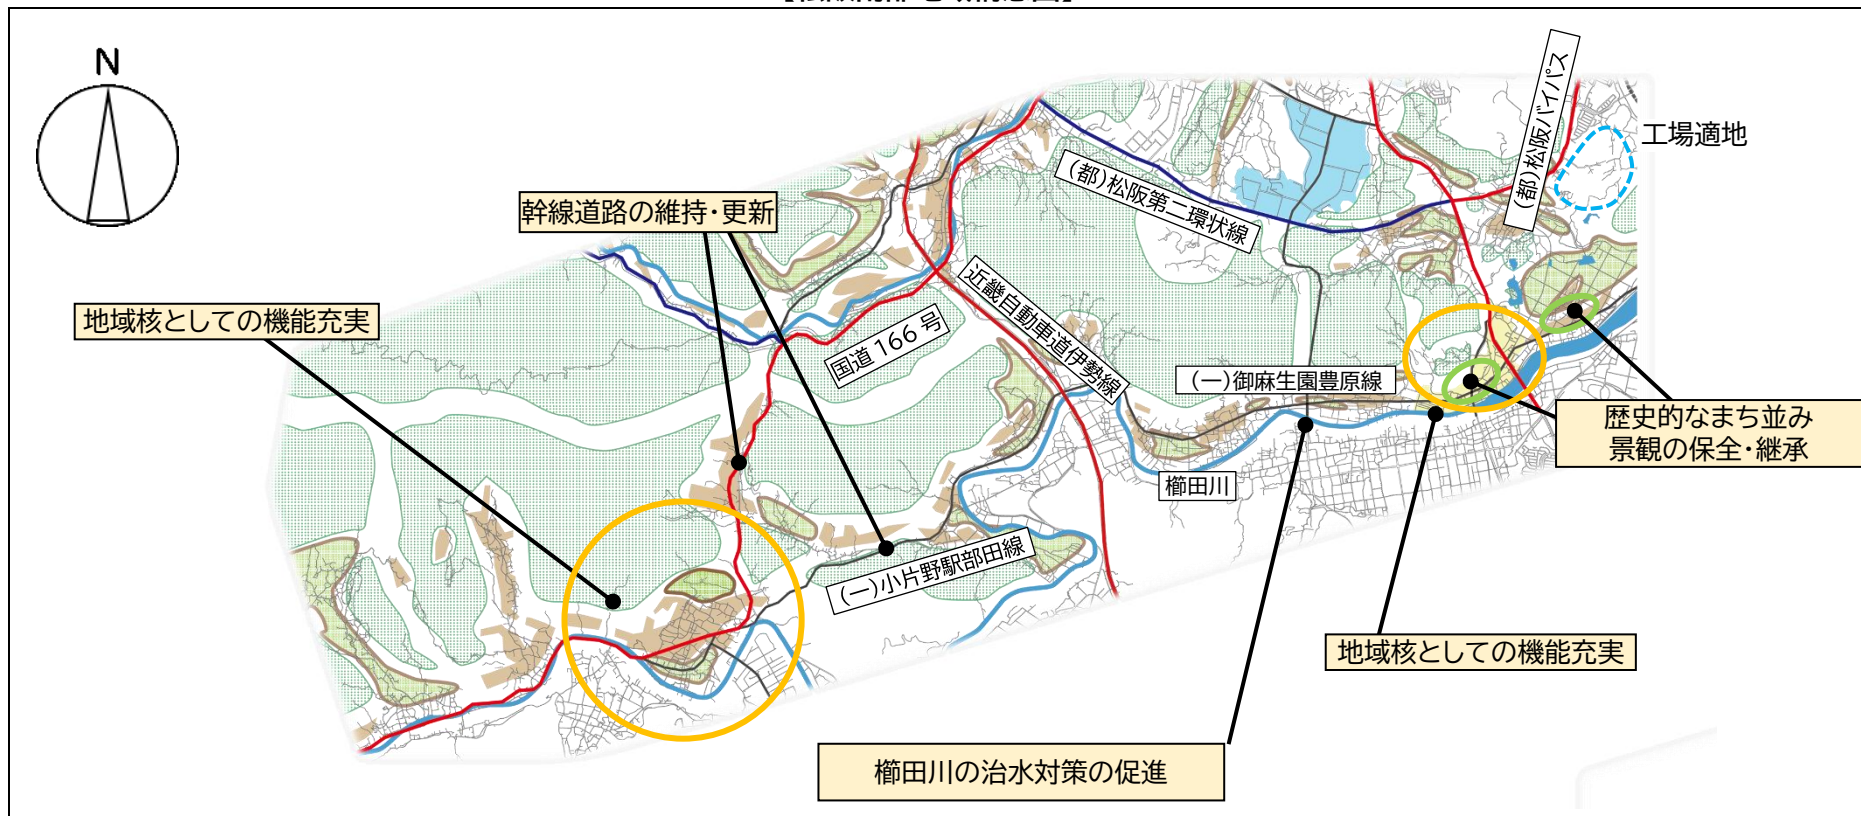 N
(都)松阪バイパス
工場適地
(都)松阪第二環状線
幹線道路の維持・更新
近畿自動車道伊勢線
地域核としての機能充実
国道166号
(一)御麻生園豊原線
歴史的なまち並み
景観の保全・継承
櫛田川
(一)小片野駅部田線
地域核としての機能充実
櫛田川の治水対策の促進